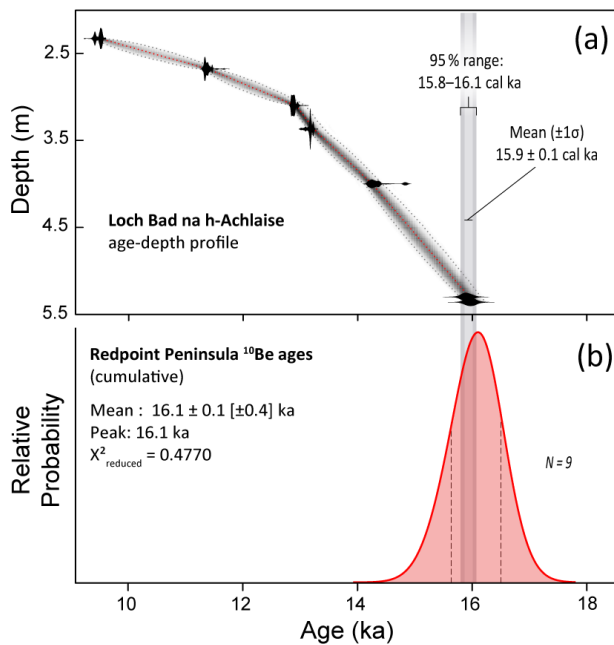 2.5
3.5
4.5
5.5
Depth (m)
(a)
95 % range:
15.8–16.1 cal ka
Mean (±1σ)
15.9 ± 0.1 cal ka
Loch Bad na h-Achlaise
age-depth profile
Relative
Probability
(b)
Redpoint Peninsula ¹⁰Be ages
(cumulative)
Mean : 16.1 ± 0.1 [±0.4] ka
Peak: 16.1 ka
X²reduced = 0.4770
N = 9
10 12 14 16 18
Age (ka)